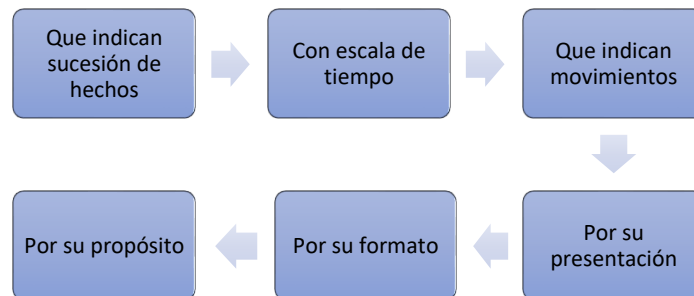 Que indican
sucesión de
hechos
Con escala de
tiempo
Que indican
movimientos
Por su
presentación
Por su formato
Por su propósito